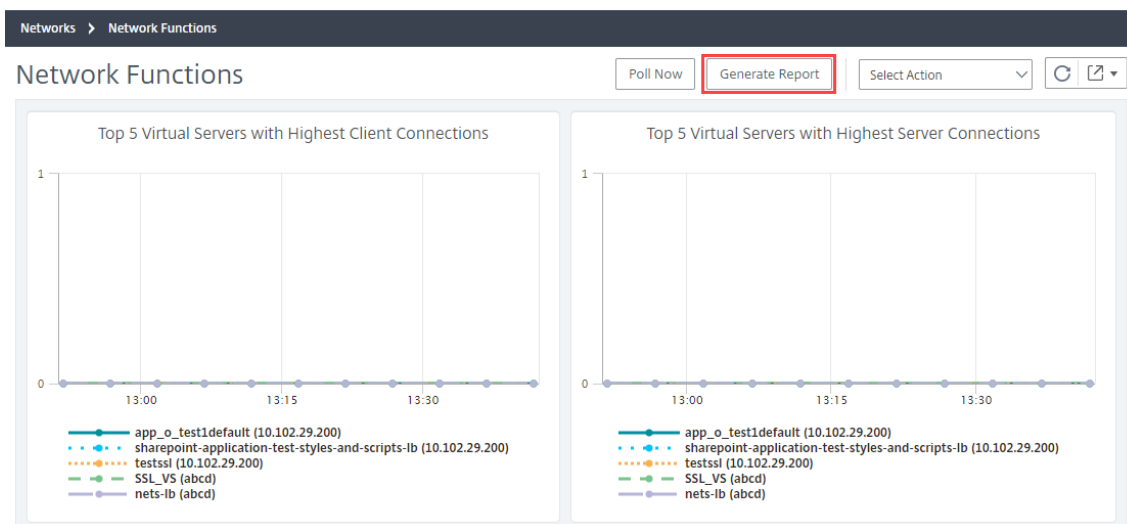 Networks > Network Functions
Network Functions
Poll Now
Generate Report
Select Action
Top 5 Virtual Servers with Highest Client Connections
1
0
13:00 13:15 13:30
app_o_test1default (10.102.29.200)
sharepoint-application-test-styles-and-scripts-lb (10.102.29.200)
testssl (10.102.29.200)
SSL_VS (abcd)
nets-lb (abcd)
Top 5 Virtual Servers with Highest Server Connections
1
0
13:00 13:15 13:30
app_o_test1default (10.102.29.200)
sharepoint-application-test-styles-and-scripts-lb (10.102.29.200)
testssl (10.102.29.200)
SSL_VS (abcd)
nets-lb (abcd)